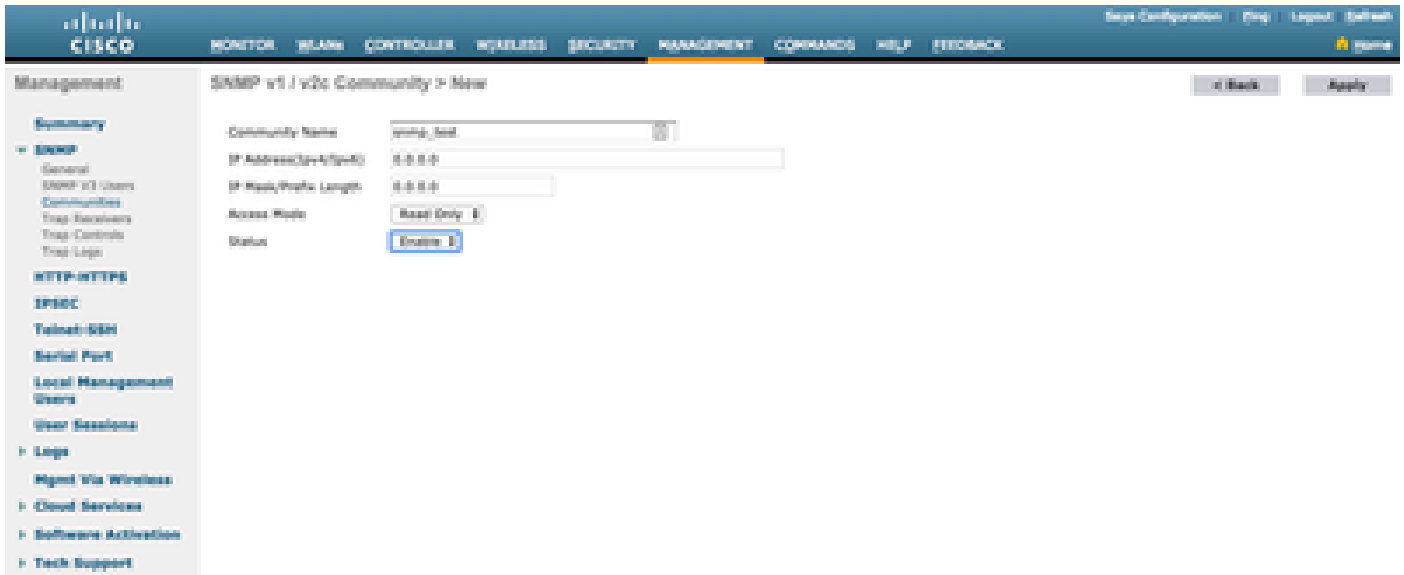 Save Configuration | Ping | Logout | Refresh
CISCO
MONITOR WLANs CONTROLLER WIRELESS SECURITY MANAGEMENT COMMANDS HELP FEEDBACK
Home
Management
SNMP v1 / v2c Community > New
< Back
Apply
Summary
SNMP
General
SNMP V3 Users
Communities
Trap Receivers
Trap Controls
Trap Logs
HTTP-HTTPS
IPSEC
Telnet-SSH
Serial Port
Local Management
Users
User Sessions
Logs
Mgmt Via Wireless
Cloud Services
Software Activation
Tech Support
Community Name snmp_test
IP Address(Ipv4/Ipv6) 0.0.0.0
IP Mask/Prefix Length 0.0.0.0
Access Mode Read Only
Status Enable